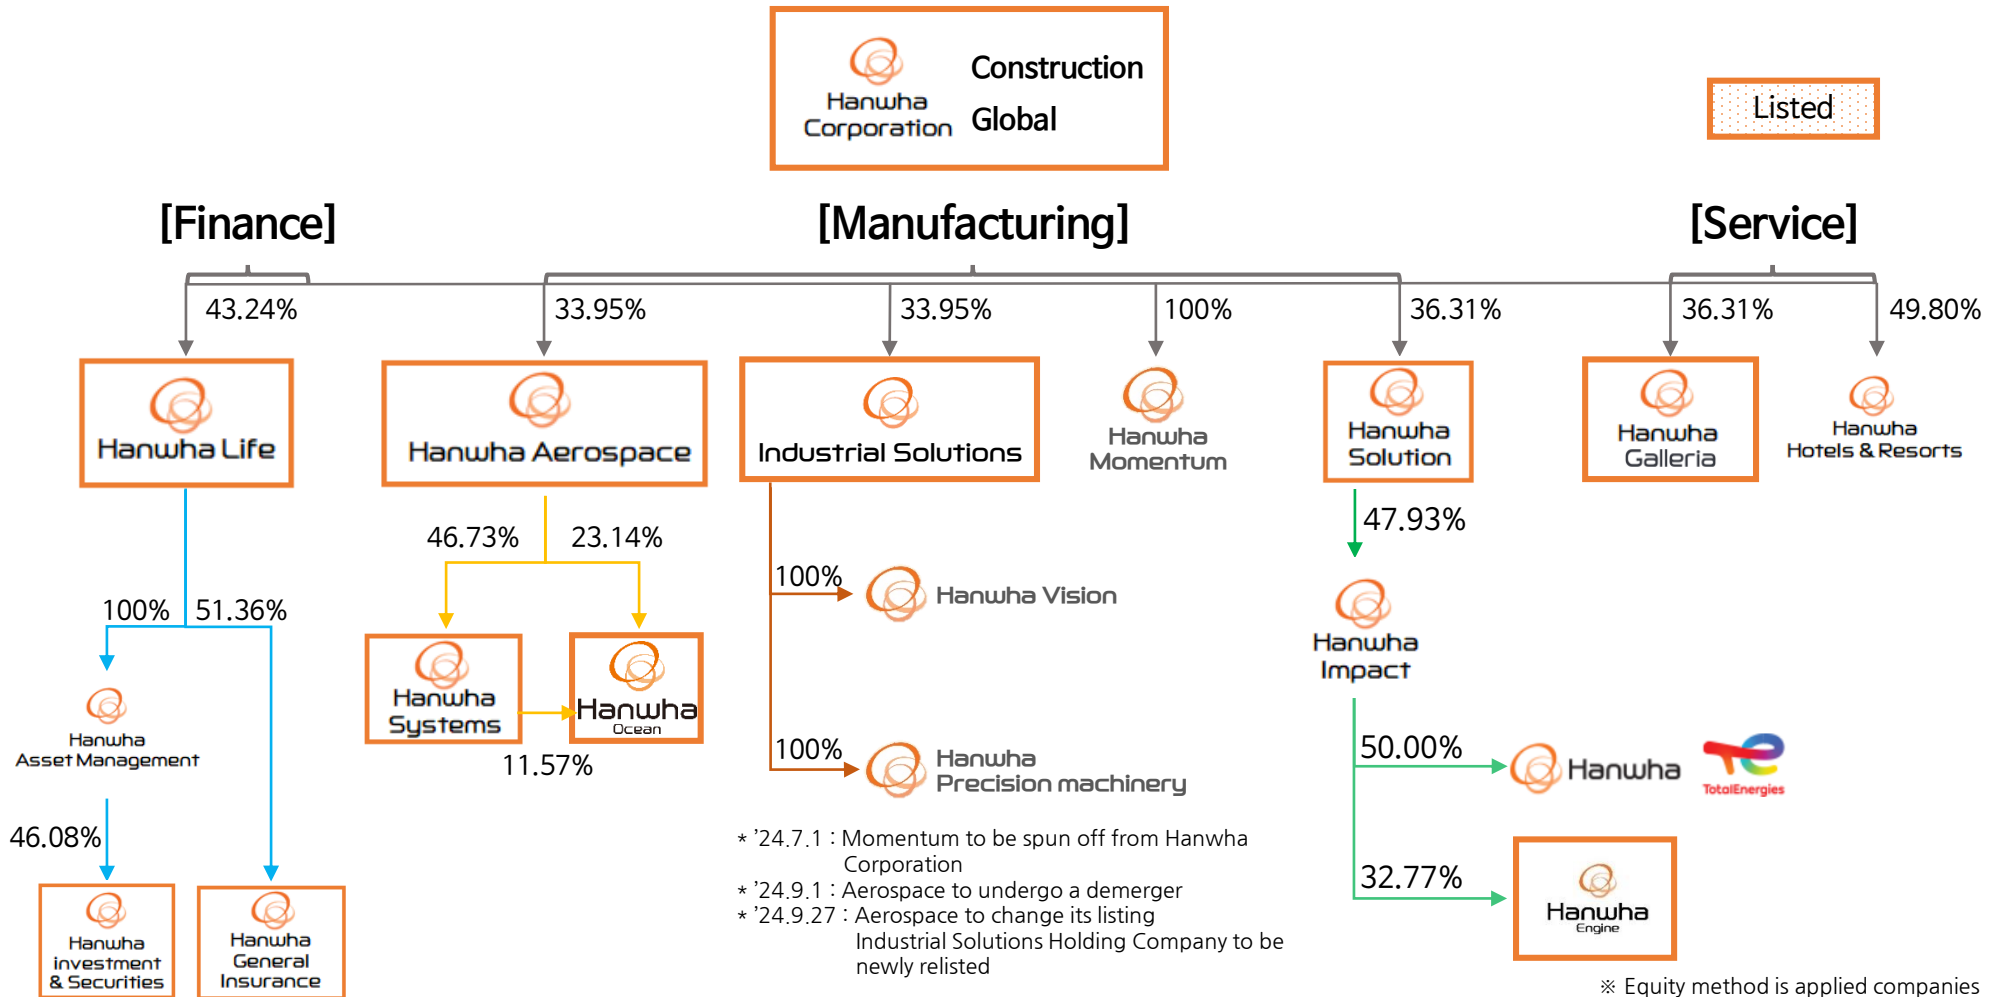 Hanwha
Corporation
Construction
Global
Listed
[Finance]
[Manufacturing]
[Service]
43.24%
33.95%
33.95%
100%
36.31%
36.31%
49.80%
Hanwha Life
Hanwha Aerospace
Industrial Solutions
Hanwha
Momentum
Hanwha
Solution
Hanwha
Galleria
Hanwha
Hotels & Resorts
46.73%
23.14%
47.93%
100%
51.36%
100%
Hanwha Vision
Hanwha
Impact
Hanwha
Asset Management
Hanwha
Systems
Hanwha
Ocean
11.57%
100%
Hanwha
Precision machinery
50.00%
Hanwha
TotalEnergies
46.08%
32.77%
Hanwha
investment
& Securities
Hanwha
General
Insurance
Hanwha
Engine
* '24.7.1 : Momentum to be spun off from Hanwha
Corporation
* '24.9.1 : Aerospace to undergo a demerger
* '24.9.27 : Aerospace to change its listing
Industrial Solutions Holding Company to be
newly relisted
※ Equity method is applied companies